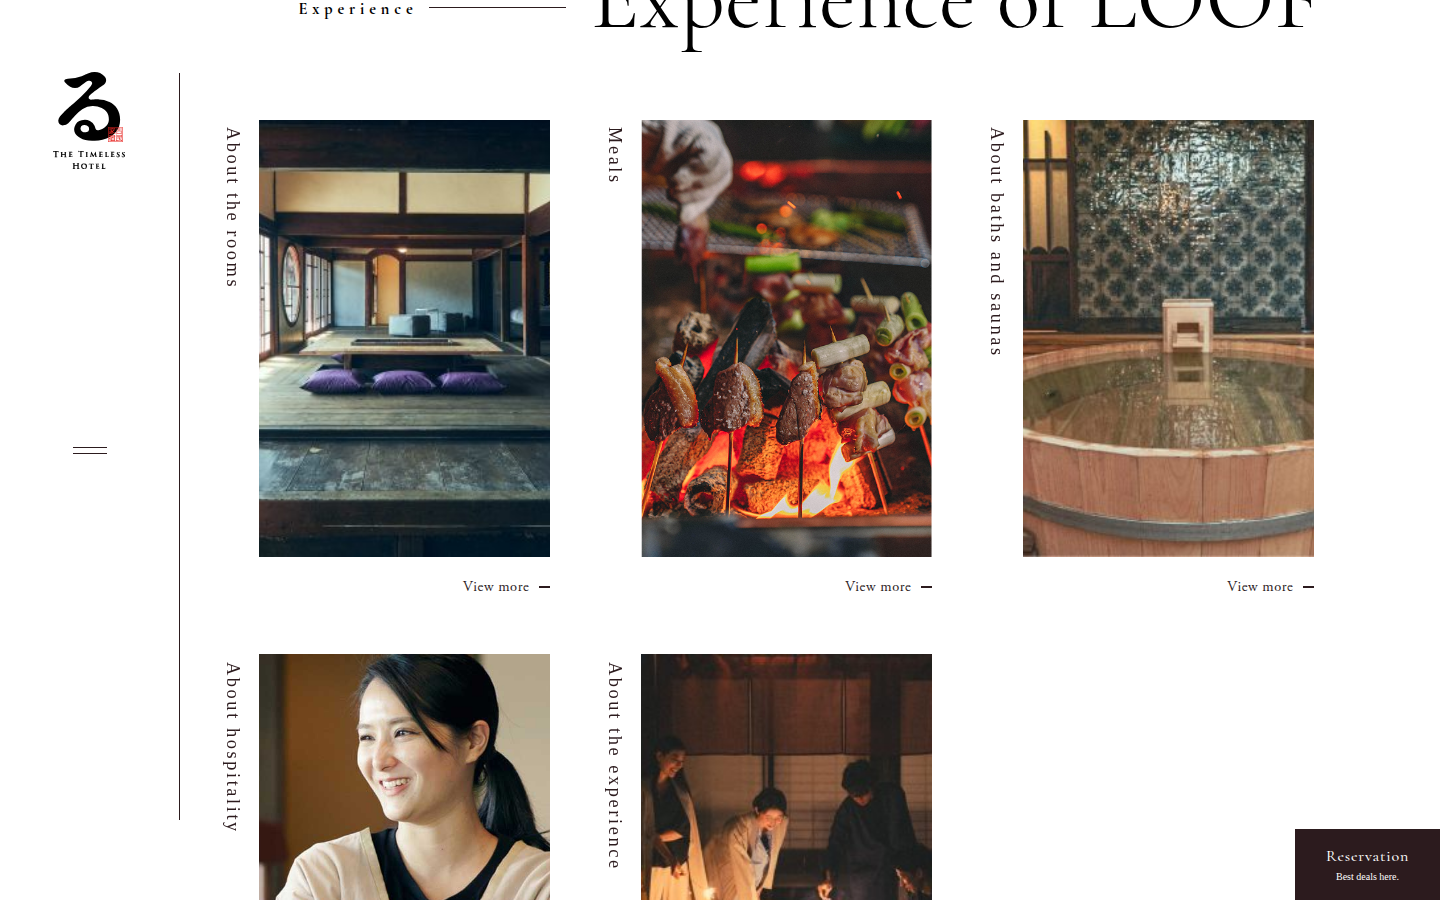 Experience
Experience of LOOF
る
THE TIMELESS
HOTEL
About the rooms
Meals
About baths and saunas
View more
View more
View more
About hospitality
About the experience
Reservation
Best deals here.